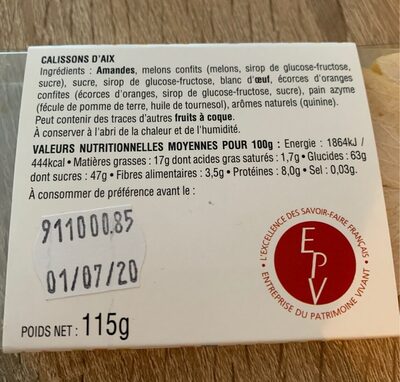 CALISSONS D'AIX
Ingrédients : Amandes, melons confits (melons, sirop de glucose-fructose,
sucre), sucre, sirop de glucose-fructose, blanc d'œuf, écorces d'oranges
confites (écorces d'oranges, sirop de glucose-fructose, sucre), pain azyme
(fécule de pomme de terre, huile de tournesol), arômes naturels (quinine).
Peut contenir des traces d'autres fruits à coque.
À conserver à l'abri de la chaleur et de l'humidité.
VALEURS NUTRITIONNELLES MOYENNES POUR 100g : Energie : 1864kJ /
444kcal • Matières grasses : 17g dont acides gras saturés : 1,7g • Glucides : 63g
dont sucres : 47g • Fibres alimentaires : 3,5g • Protéines : 8,0g • Sel : 0,03g.
À consommer de préférence avant le :
911000.85
01/07/20
L'EXCELLENCE DES SAVOIR-FAIRE FRANÇAIS
EPV
ENTREPRISE DU PATRIMOINE VIVANT
POIDS NET : 115g